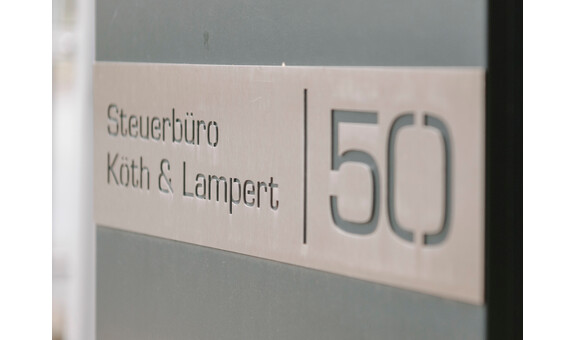 Steuerbüro
Köth & Lampert
50